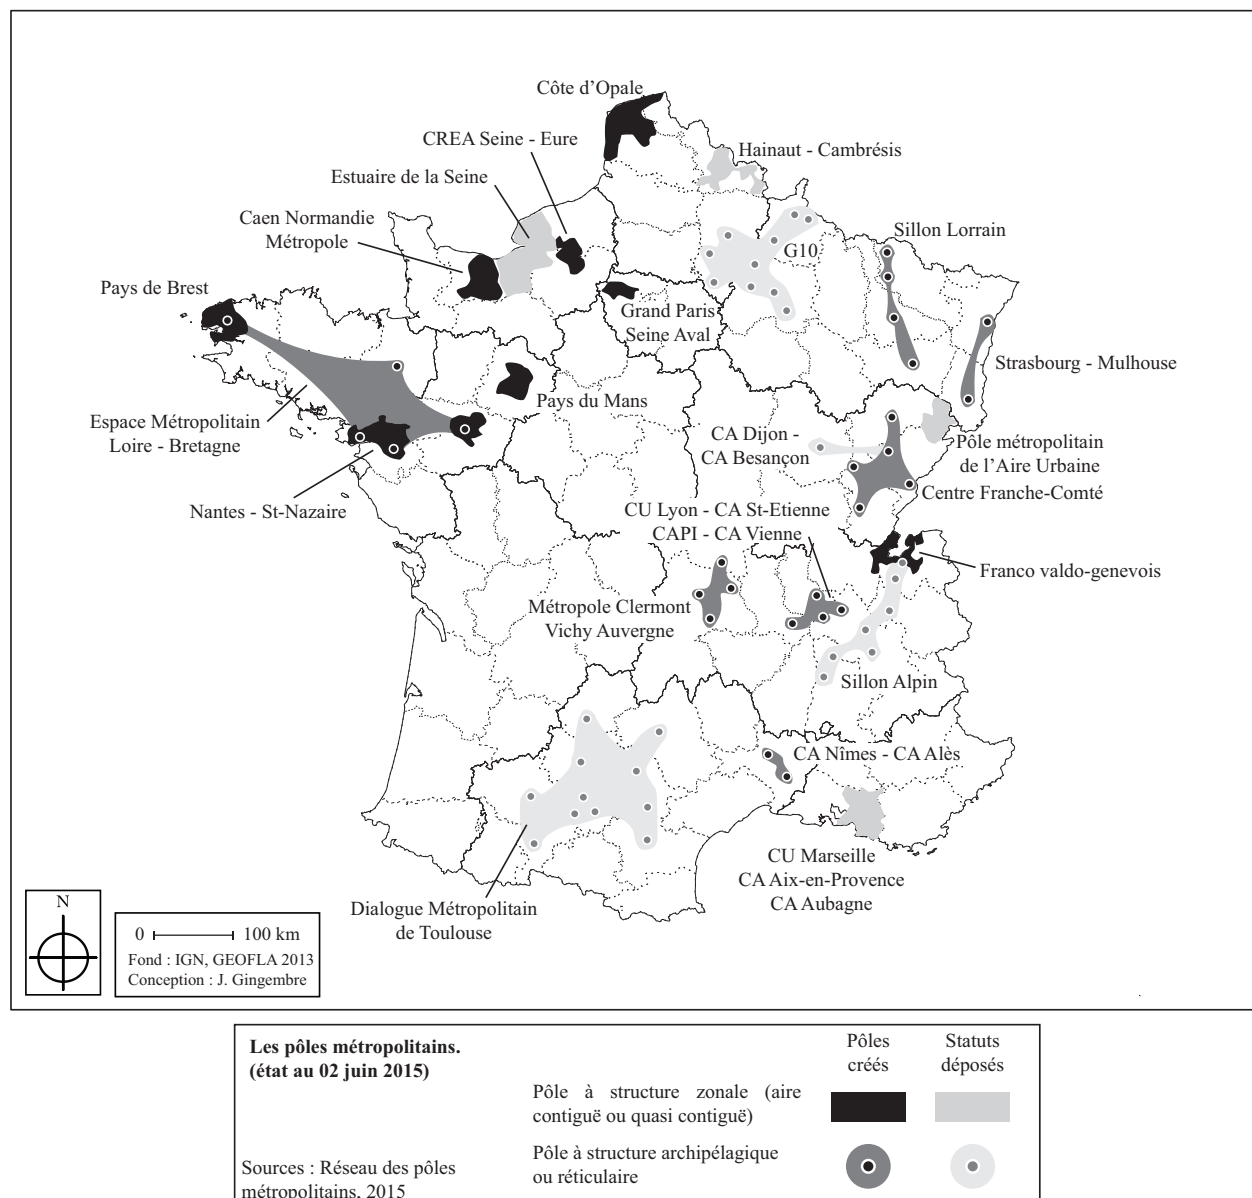 Côte d'Opale
CREA Seine - Eure
Hainaut - Cambrésis
Estuaire de la Seine
Caen Normandie
Métropole
Sillon Lorrain
G10
Pays de Brest
Grand Paris
Seine Aval
Strasbourg - Mulhouse
Pays du Mans
Espace Métropolitain
Loire - Bretagne
CA Dijon -
CA Besançon
Pôle métropolitain
de l'Aire Urbaine
Centre Franche-Comté
Nantes - St-Nazaire
CU Lyon - CA St-Etienne
CAPI - CA Vienne
Franco valdo-genevois
Métropole Clermont
Vichy Auvergne
Sillon Alpin
CA Nîmes - CA Alès
CU Marseille
CA Aix-en-Provence
CA Aubagne
Dialogue Métropolitain
de Toulouse
N
0 100 km
Fond : IGN, GEOFLA 2013
Conception : J. Gingembre
Les pôles métropolitains.
(état au 02 juin 2015)
Pôles
créés
Statuts
déposés
Pôle à structure zonale (aire
contiguë ou quasi contiguë)
Pôle à structure archipélagique
ou réticulaire
Sources : Réseau des pôles
métropolitains, 2015